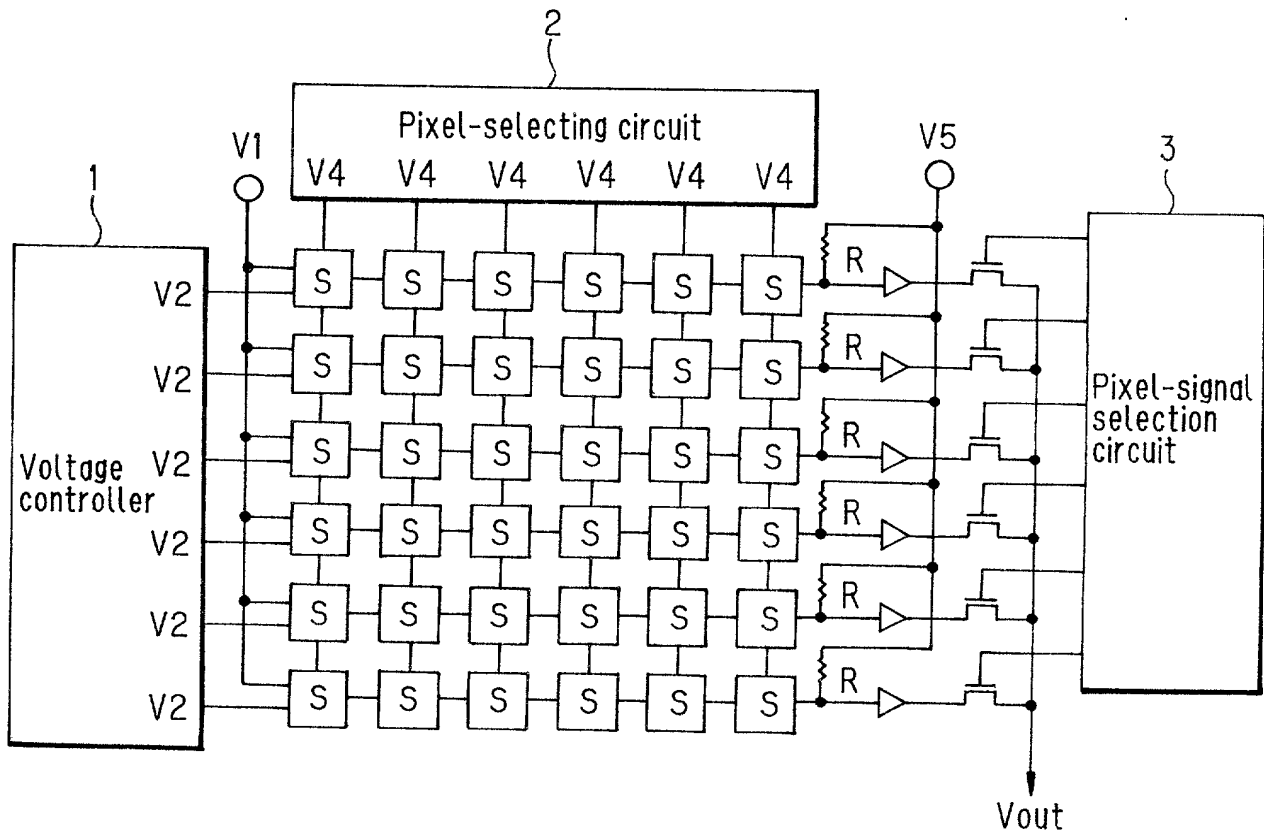 2
Pixel-selecting circuit
V1
V5
3
1
V4 V4 V4 V4 V4 V4
V2 S S S S S S R
V2 S S S S S S R
Pixel-signal
selection
circuit
V2 S S S S S S R
Voltage
controller
V2 S S S S S S R
V2 S S S S S S R
V2 S S S S S S R
Vout